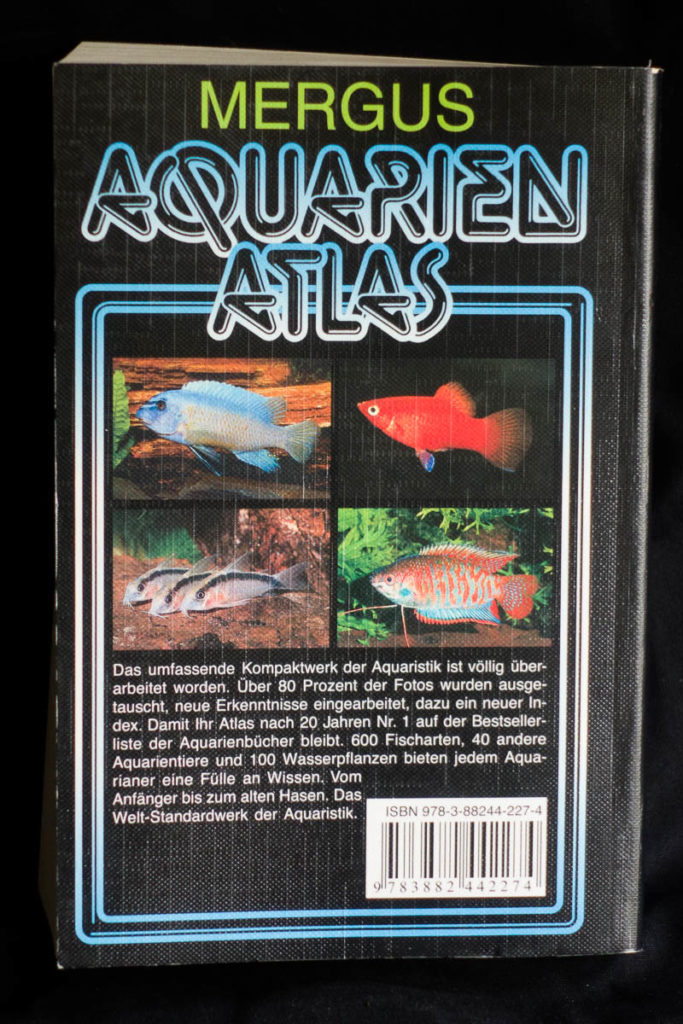 MERGUS
AQUARIEN
ATLAS
Das umfassende Kompaktwerk der Aquaristik ist völlig über-
arbeitet worden. Über 80 Prozent der Fotos wurden ausge-
tauscht, neue Erkenntnisse eingearbeitet, dazu ein neuer In-
dex. Damit Ihr Atlas nach 20 Jahren Nr. 1 auf der Bestseller-
liste der Aquarienbücher bleibt. 600 Fischarten, 40 andere
Aquarientiere und 100 Wasserpflanzen bieten jedem Aqua-
rianer eine Fülle an Wissen. Vom
Anfänger bis zum alten Hasen. Das
Welt-Standardwerk der Aquaristik.
ISBN 978-3-88244-227-4
9 783882 442274